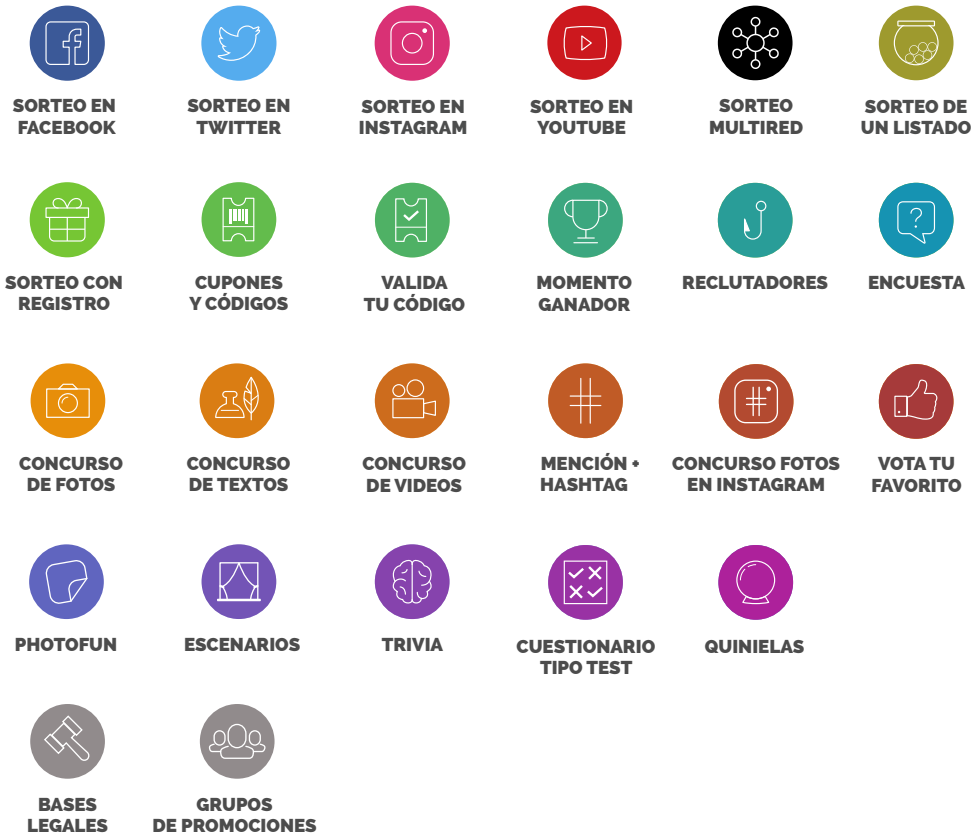 SORTEO EN
FACEBOOK
SORTEO EN
TWITTER
SORTEO EN
INSTAGRAM
SORTEO EN
YOUTUBE
SORTEO
MULTIRED
SORTEO DE
UN LISTADO
SORTEO CON
REGISTRO
CUPONES
Y CÓDIGOS
VALIDA
TU CÓDIGO
MOMENTO
GANADOR
RECLUTADORES
ENCUESTA
CONCURSO
DE FOTOS
CONCURSO
DE TEXTOS
CONCURSO
DE VIDEOS
MENCIÓN +
HASHTAG
CONCURSO FOTOS
EN INSTAGRAM
VOTA TU
FAVORITO
PHOTOFUN
ESCENARIOS
TRIVIA
CUESTIONARIO
TIPO TEST
QUINIELAS
BASES
LEGALES
GRUPOS
DE PROMOCIONES